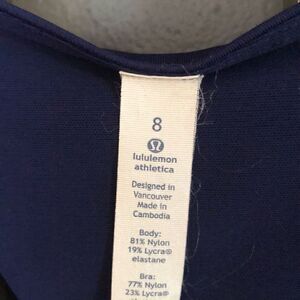 8
lululemon
athletica
Designed in
Vancouver
Made in
Cambodia
Body:
81% Nylon
19% Lycra®
elastane
Bra:
77% Nylon
23% Lycra®